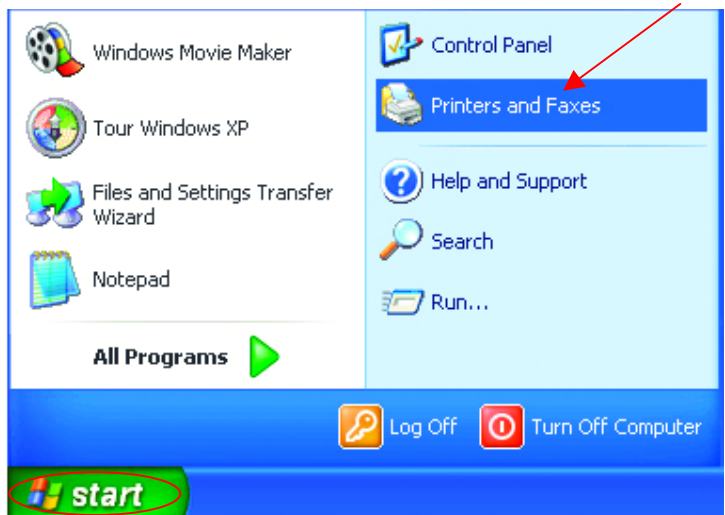 Windows Movie Maker
Tour Windows XP
Files and Settings Transfer
Wizard
Notepad
All Programs
Control Panel
Printers and Faxes
Help and Support
Search
Run...
Log Off
Turn Off Computer
start